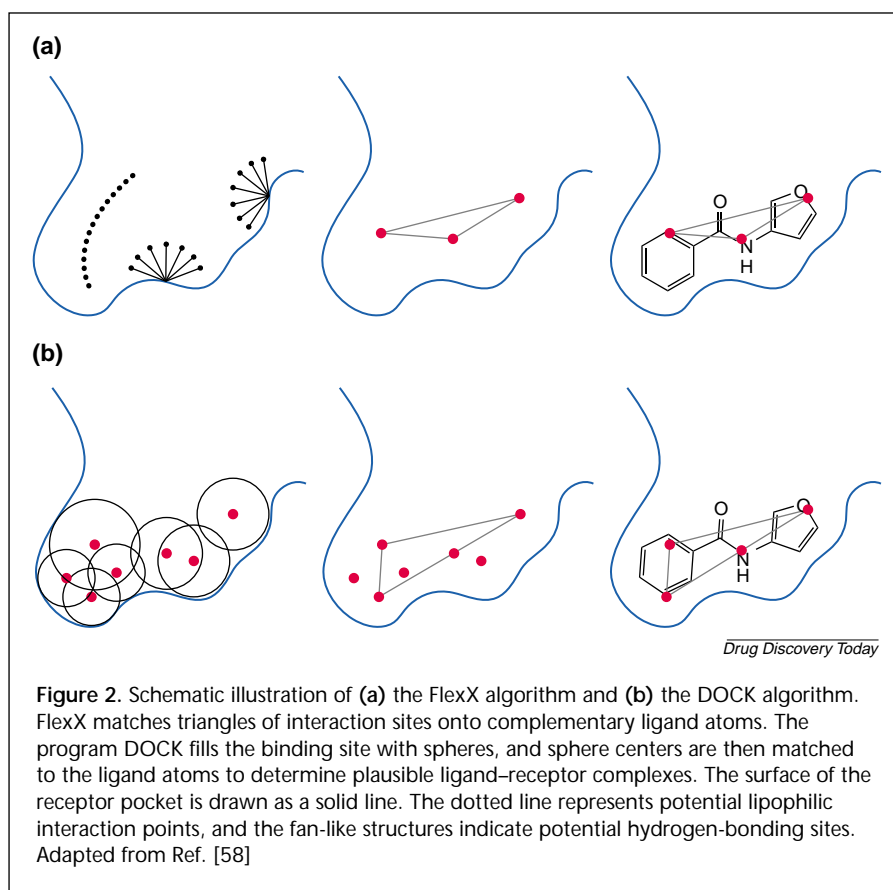 (a)
O
O
N
H
(b)
O
O
N
H
Drug Discovery Today
Figure 2. Schematic illustration of (a) the FlexX algorithm and (b) the DOCK algorithm.
FlexX matches triangles of interaction sites onto complementary ligand atoms. The
program DOCK fills the binding site with spheres, and sphere centers are then matched
to the ligand atoms to determine plausible ligand–receptor complexes. The surface of the
receptor pocket is drawn as a solid line. The dotted line represents potential lipophilic
interaction points, and the fan-like structures indicate potential hydrogen-bonding sites.
Adapted from Ref. [58]